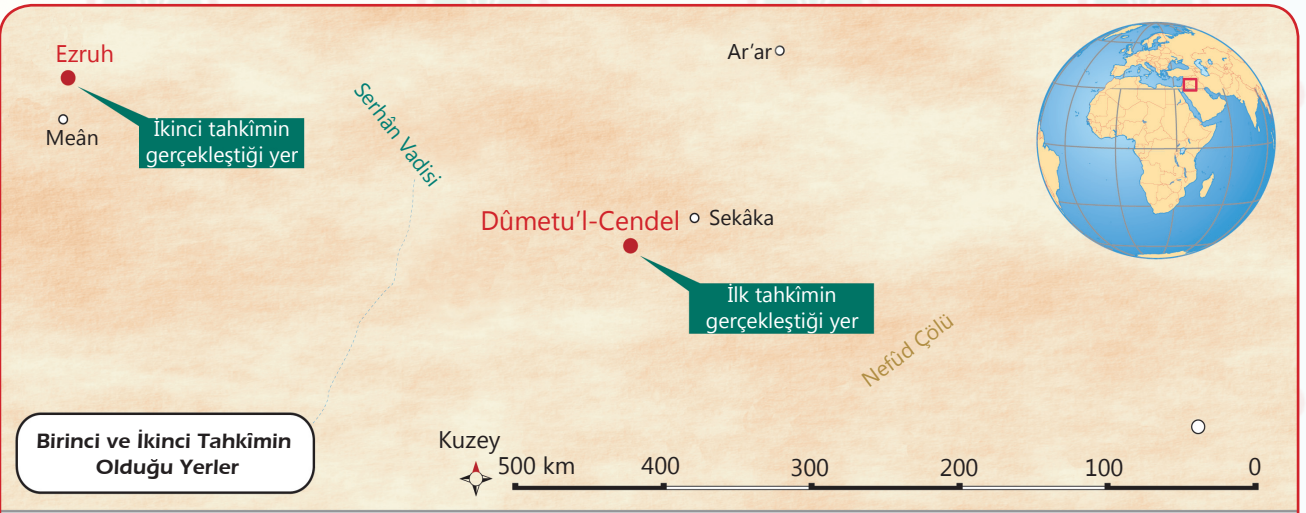 Ezruh
Meân
İkinci tahkîmin
gerçekleştiği yer
Serhân Vadisi
Ar'ar
Dûmetu'l-Cendel
Sekâka
İlk tahkîmin
gerçekleştiği yer
Nefûd Çölü
Birinci ve İkinci Tahkîmin
Olduğu Yerler
Kuzey
500 km 400 300 200 100 0